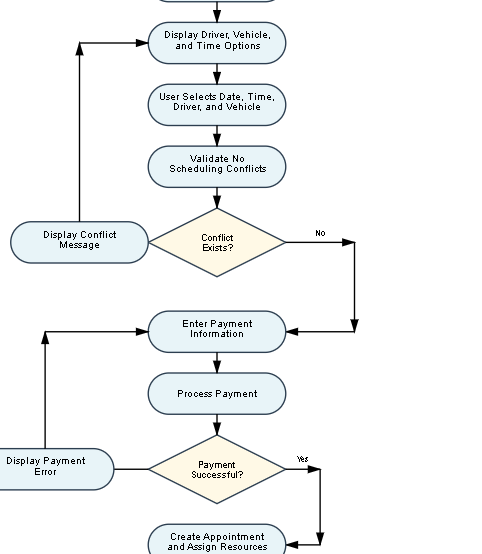 Display Driver, Vehicle,
and Time Options
User Selects Date, Time,
Driver, and Vehicle
Validate No
Scheduling Conflicts
Display Conflict
Message
Conflict
Exists?
No
Enter Payment
Information
Process Payment
Display Payment
Error
Payment
Successful?
Yes
Create Appointment
and Assign Resources